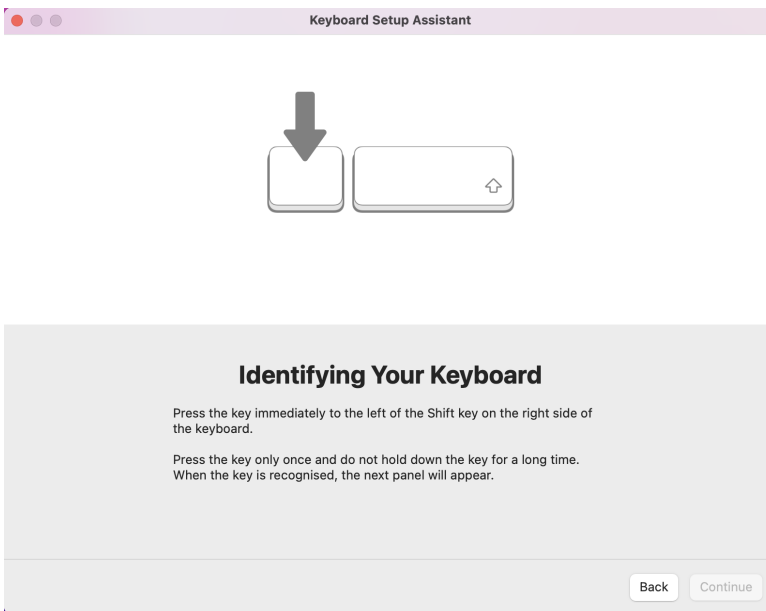 Keyboard Setup Assistant
Identifying Your Keyboard
Press the key immediately to the left of the Shift key on the right side of
the keyboard.
Press the key only once and do not hold down the key for a long time.
When the key is recognised, the next panel will appear.
Back
Continue